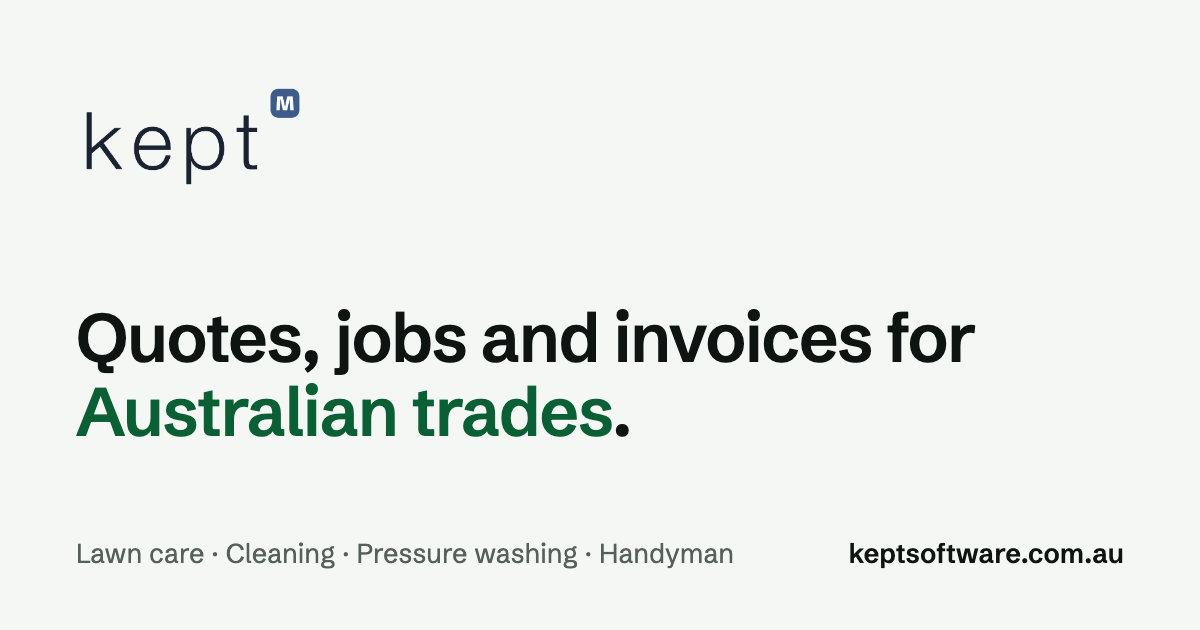 kept M
Quotes, jobs and invoices for
Australian trades.
Lawn care · Cleaning · Pressure washing · Handyman
keptsoftware.com.au